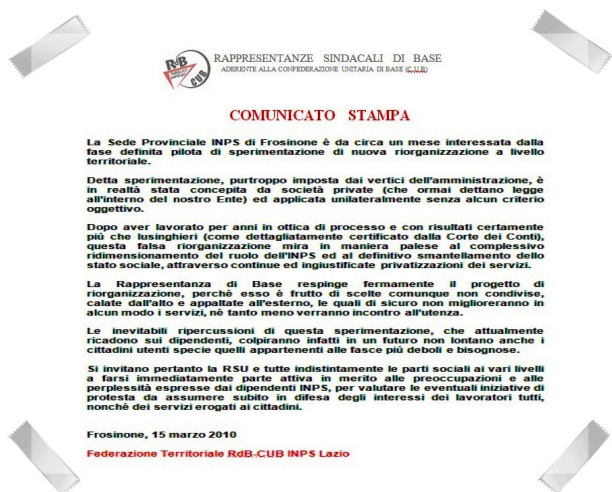 RdB
CUB
RAPPRESENTANZE SINDACALI DI BASE
ADERENTE ALLA CONFEDERAZIONE UNITARIA DI BASE (C.U.B)
COMUNICATO STAMPA
La Sede Provinciale INPS di Frosinone è da circa un mese interessata dalla
fase definita pilota di sperimentazione di nuova riorganizzazione a livello
territoriale.
Detta sperimentazione, purtroppo imposta dai vertici dell'amministrazione, è
in realtà stata concepita da società private (che ormai dettano legge
all'interno del nostro Ente) ed applicata unilateralmente senza alcun criterio
oggettivo.
Dopo aver lavorato per anni in ottica di processo e con risultati certamente
più che lusinghieri (come dettagliatamente certificato dalla Corte dei Conti),
questa falsa riorganizzazione mira in maniera palese al complessivo
ridimensionamento del ruolo dell'INPS ed al definitivo smantellamento dello
stato sociale, attraverso continue ed ingiustificate privatizzazioni dei servizi.
La Rappresentanza di Base respinge fermamente il progetto di
riorganizzazione, perché esso è frutto di scelte comunque non condivise,
calate dall'alto e appaltate all'esterno, le quali di sicuro non miglioreranno in
alcun modo i servizi, nè tanto meno verranno incontro all'utenza.
Le inevitabili ripercussioni di questa sperimentazione, che attualmente
ricadono sui dipendenti, colpiranno infatti in un futuro non lontano anche i
cittadini utenti specie quelli appartenenti alle fasce più deboli e bisognose.
Si invitano pertanto la RSU e tutte indistintamente le parti sociali ai vari livelli
a farsi immediatamente parte attiva in merito alle preoccupazioni e alle
perplessità espresse dai dipendenti INPS, per valutare le eventuali iniziative di
protesta da assumere subito in difesa degli interessi dei lavoratori tutti,
nonchè dei servizi erogati ai cittadini.
Frosinone, 15 marzo 2010
Federazione Territoriale RdB-CUB INPS Lazio